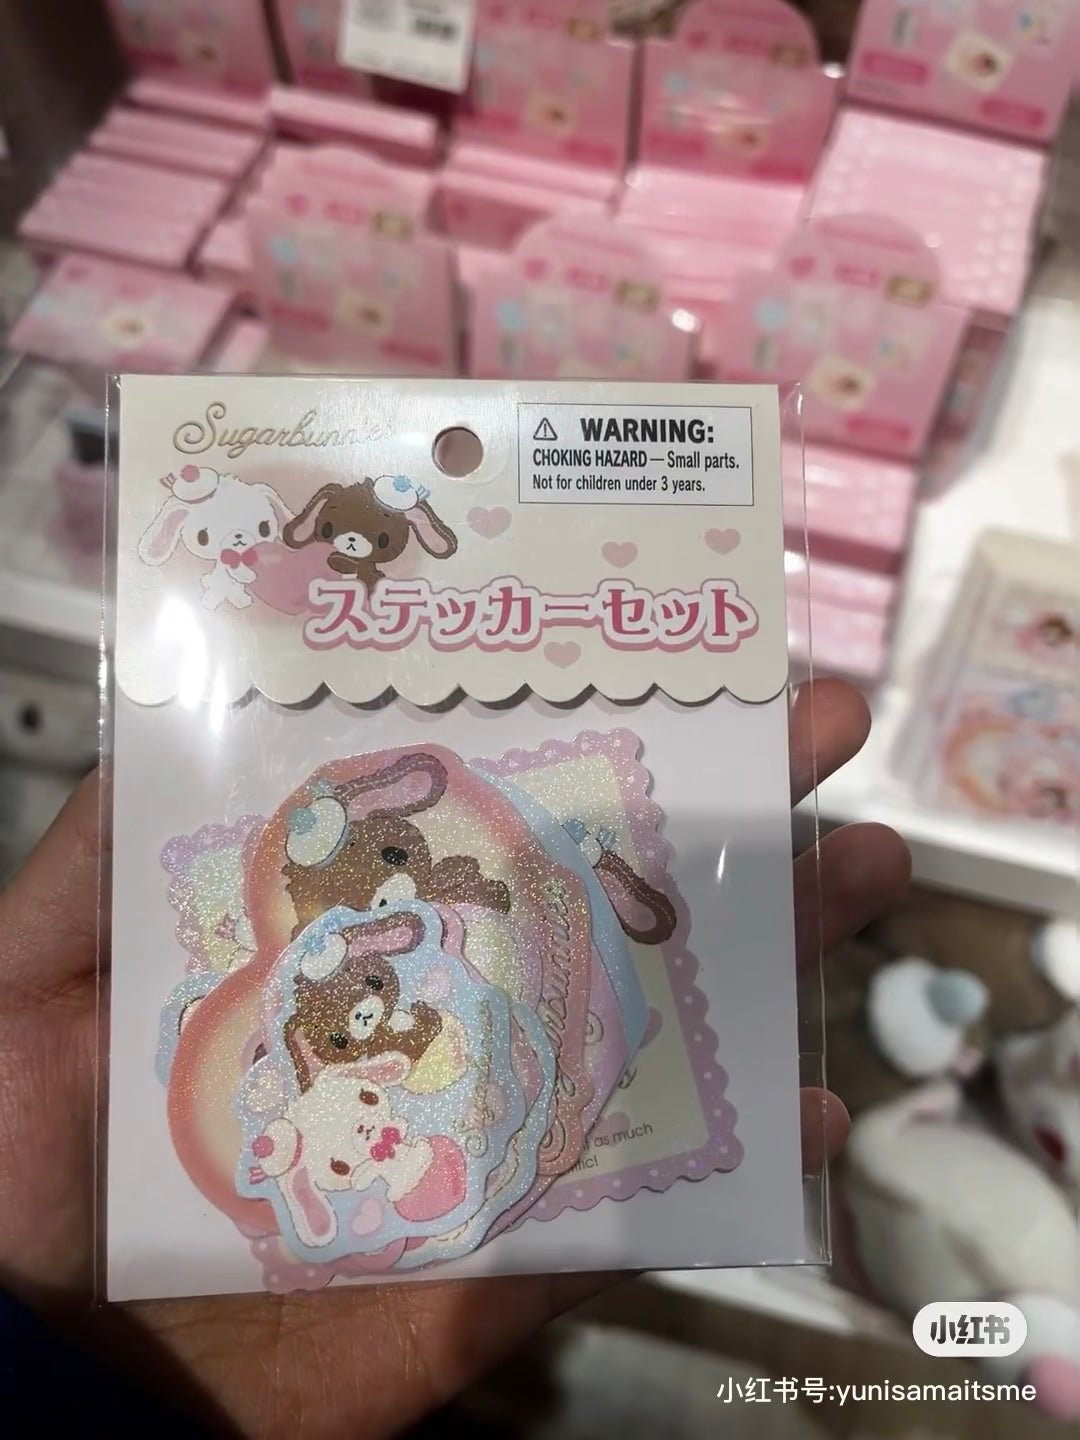 Sugarbunnies
⚠ WARNING:
CHOKING HAZARD — Small parts.
Not for children under 3 years.
ステッカーセット
Sugarbunnies
as much
小红书
小红书号:yunisamaitsme